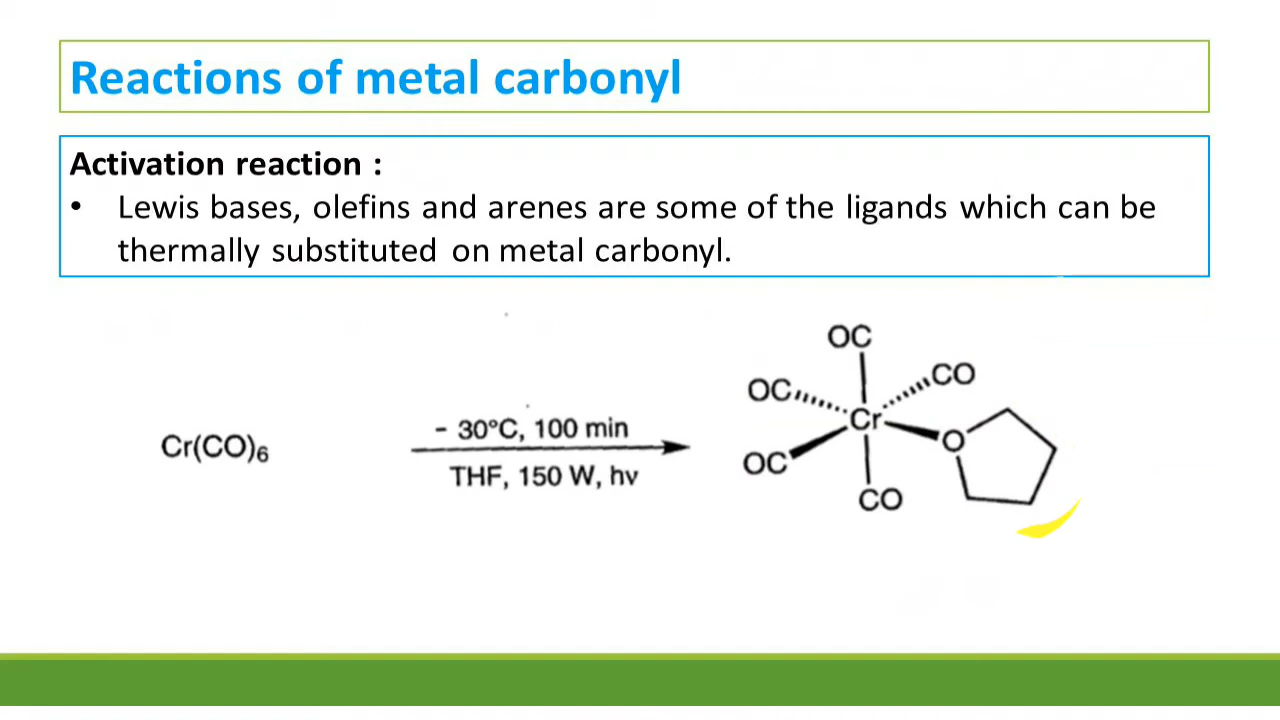 Reactions of metal carbonyl
Activation reaction :
• Lewis bases, olefins and arenes are some of the ligands which can be
thermally substituted on metal carbonyl.
Cr(CO)₆
- 30°C, 100 min
THF, 150 W, hν
OC
OC CO
Cr
O
OC
CO